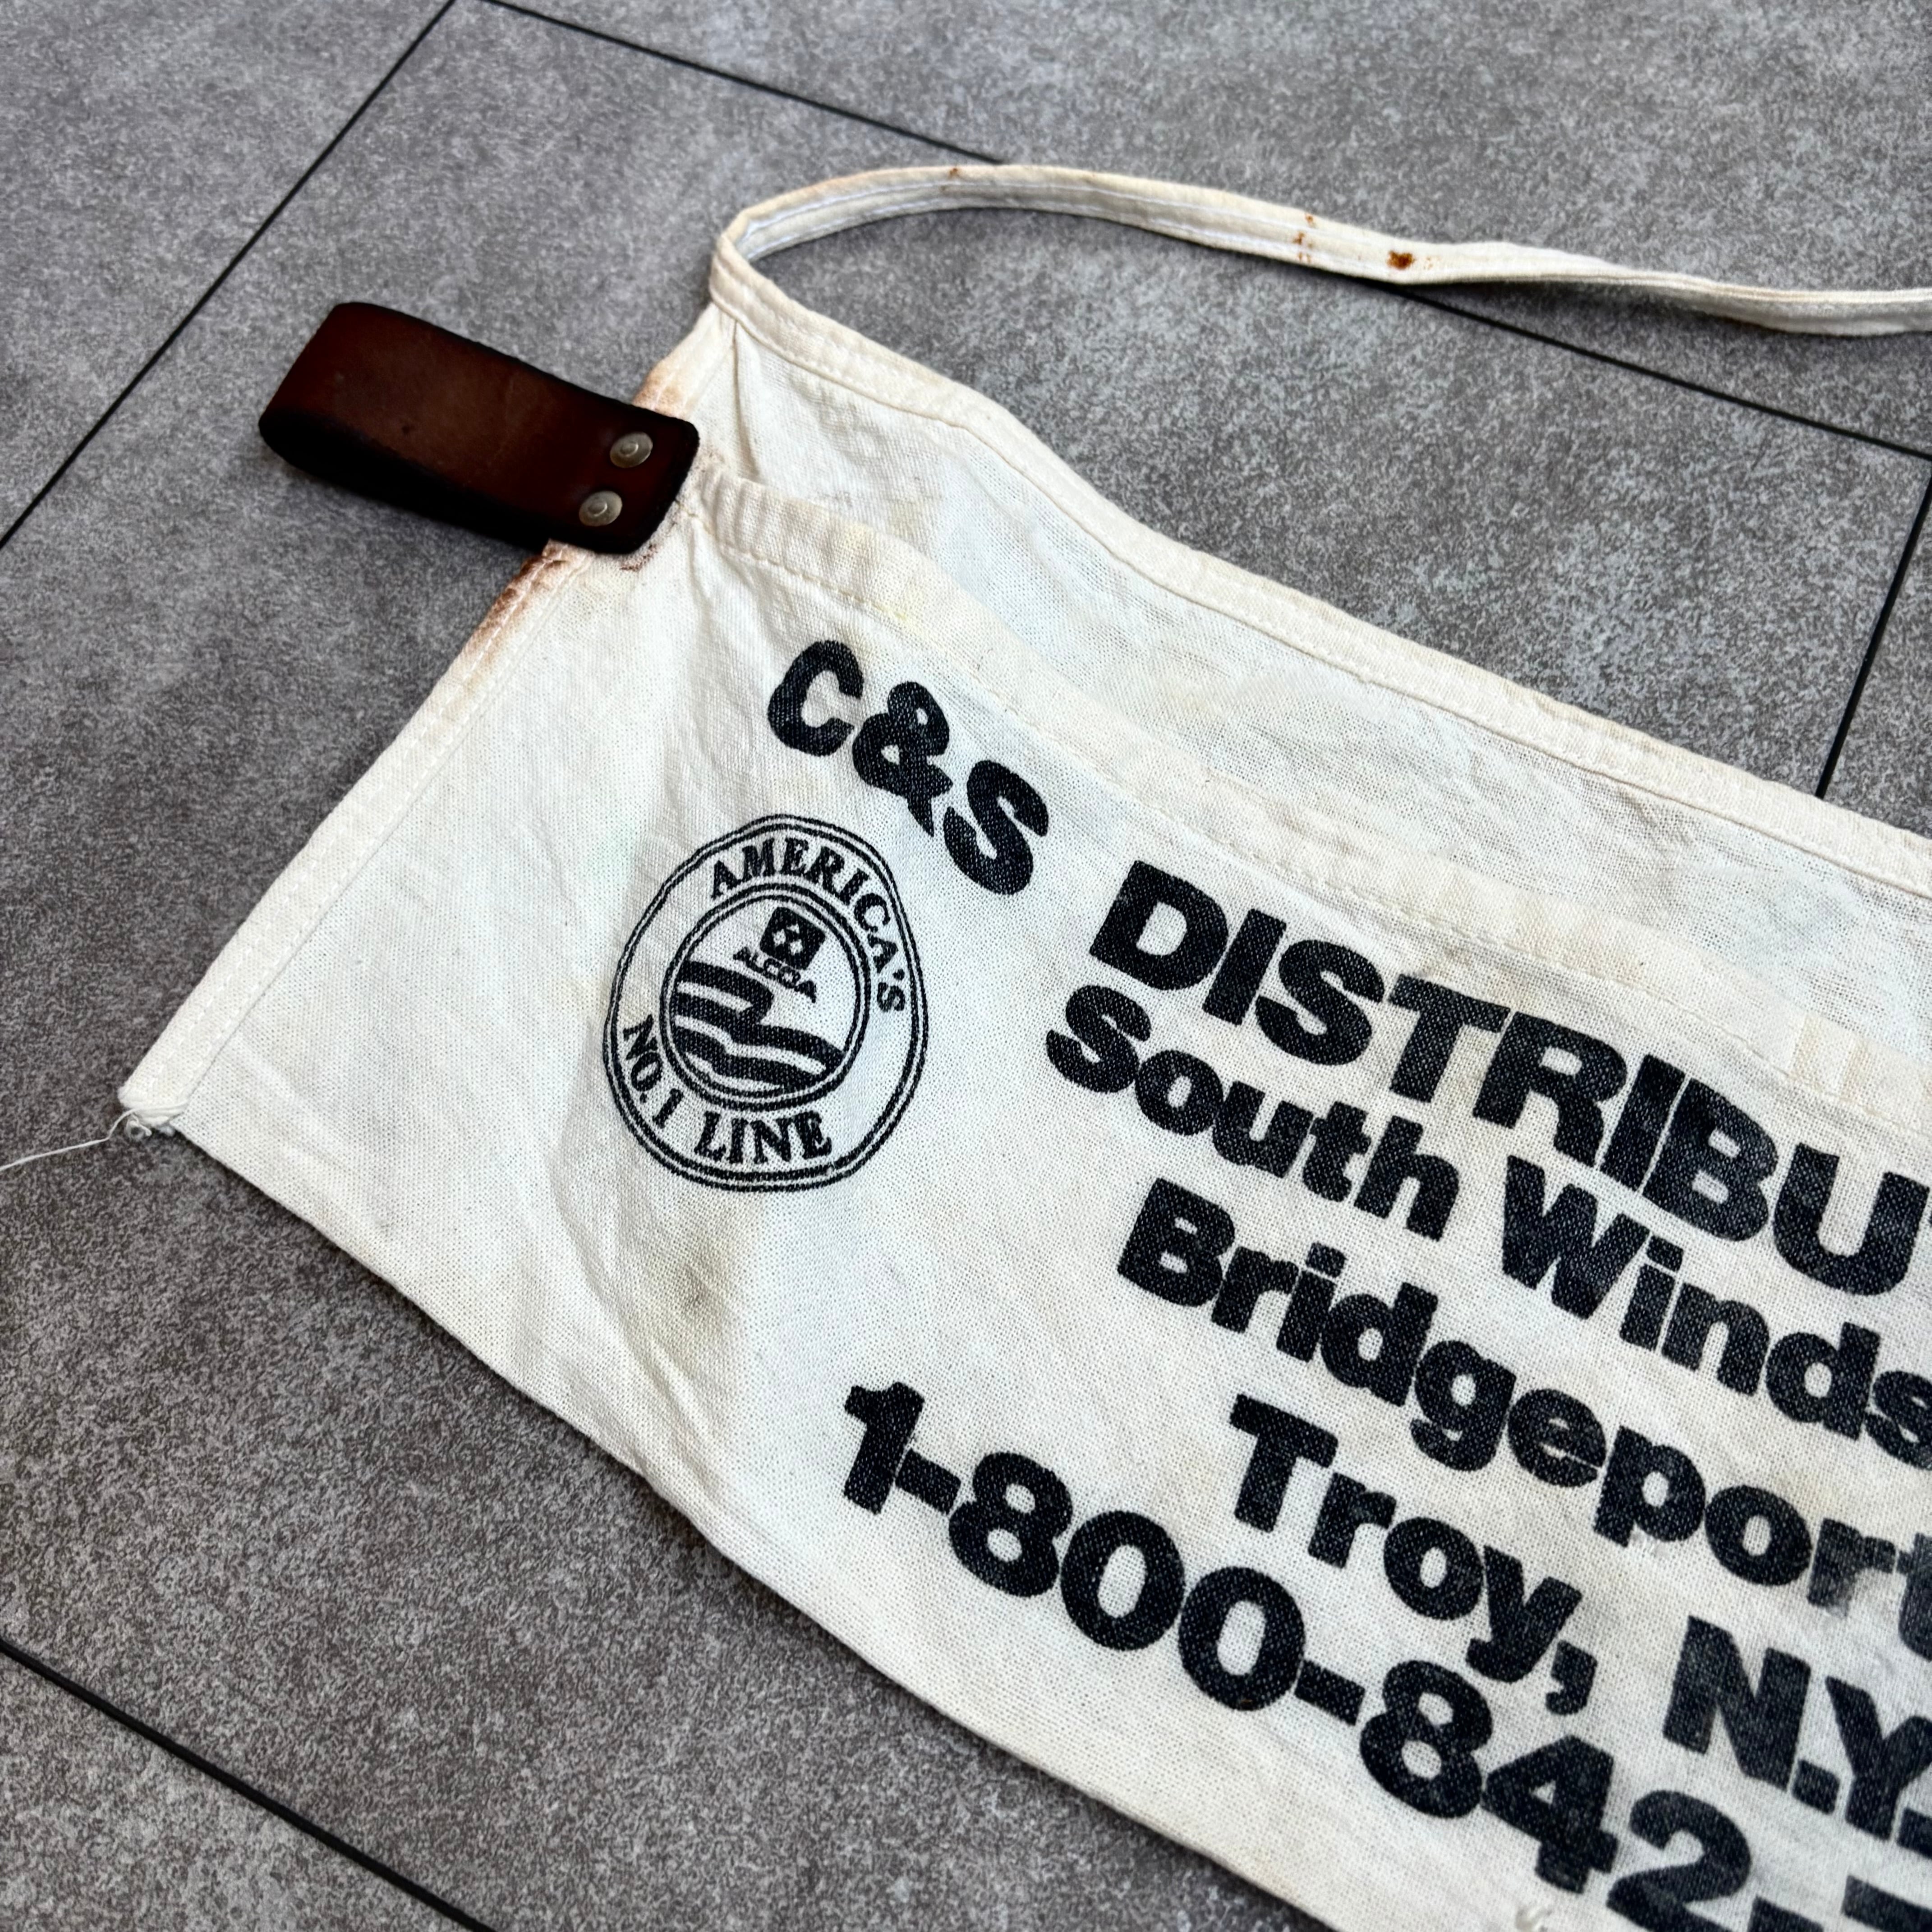 C&S DISTRIBU
AMERICA'S
ALCOA
NO. 1 LINE
South Winds
Bridgeport
Troy, N.Y.
1-800-842-